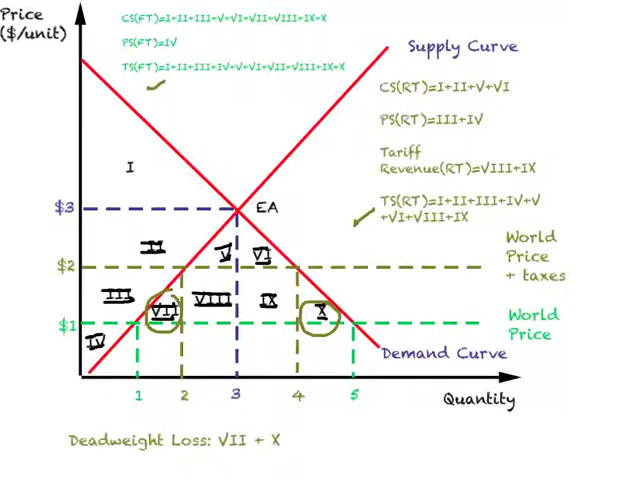 Price
($/unit)
CS(FT)=I+II+III+V+VI+VII+VIII+IX+X
PS(FT)=IV
TS(FT)=I+II+III+IV+V+VI+VII+VIII+IX+X
Supply Curve
CS(RT)=I+II+V+VI
PS(RT)=III+IV
Tariff
Revenue(RT)=VIII+IX
TS(RT)=I+II+III+IV+V
+VI+VIII+IX
I
$3
EA
II
V
VI
World
Price
+ taxes
$2
III
VII
VIII
IX
X
World
Price
$1
IV
Demand Curve
1
2
3
4
5
Quantity
Deadweight Loss: VII + X